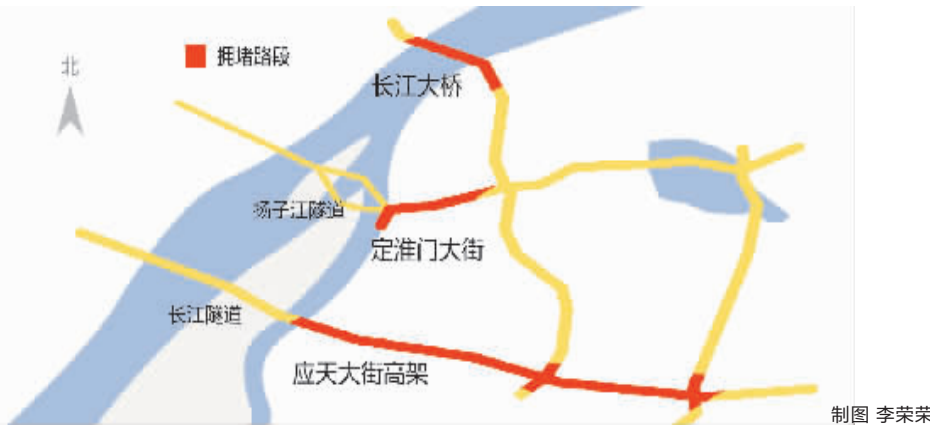 拥堵路段
北
长江大桥
扬子江隧道
定淮门大街
长江隧道
应天大街高架
制图 李荣荣